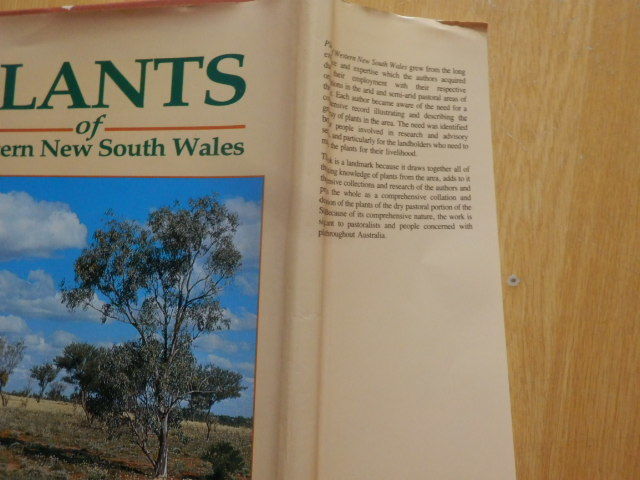 LANTS
of
tern New South Wales
Western New South Wales grew from the long
and expertise which the authors acquired
their employment with their respective
in the arid and semi-arid pastoral areas of
Each author became aware of the need for a
record illustrating and describing the
of plants in the area. The need was identified
people involved in research and advisory
and particularly for the landholders who need to
the plants for their livelihood.
is a landmark because it draws together all of
knowledge of plants from the area, adds to it
collections and research of the authors and
the whole as a comprehensive collation and
of the plants of the dry pastoral portion of the
Because of its comprehensive nature, the work is
to pastoralists and people concerned with
throughout Australia.